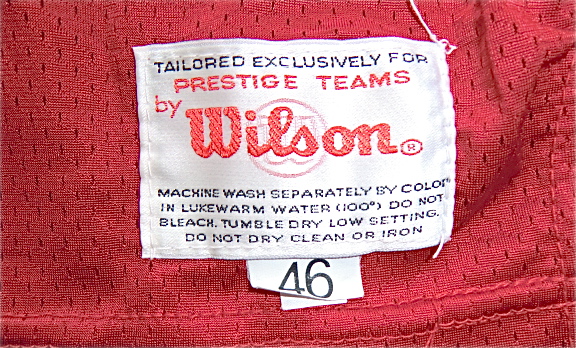 TAILORED EXCLUSIVELY FOR
PRESTIGE TEAMS
by Wilson®
MACHINE WASH SEPARATELY BY COLOR
IN LUKEWARM WATER (100°) DO NOT
BLEACH. TUMBLE DRY LOW SETTING.
DO NOT DRY CLEAN OR IRON
46